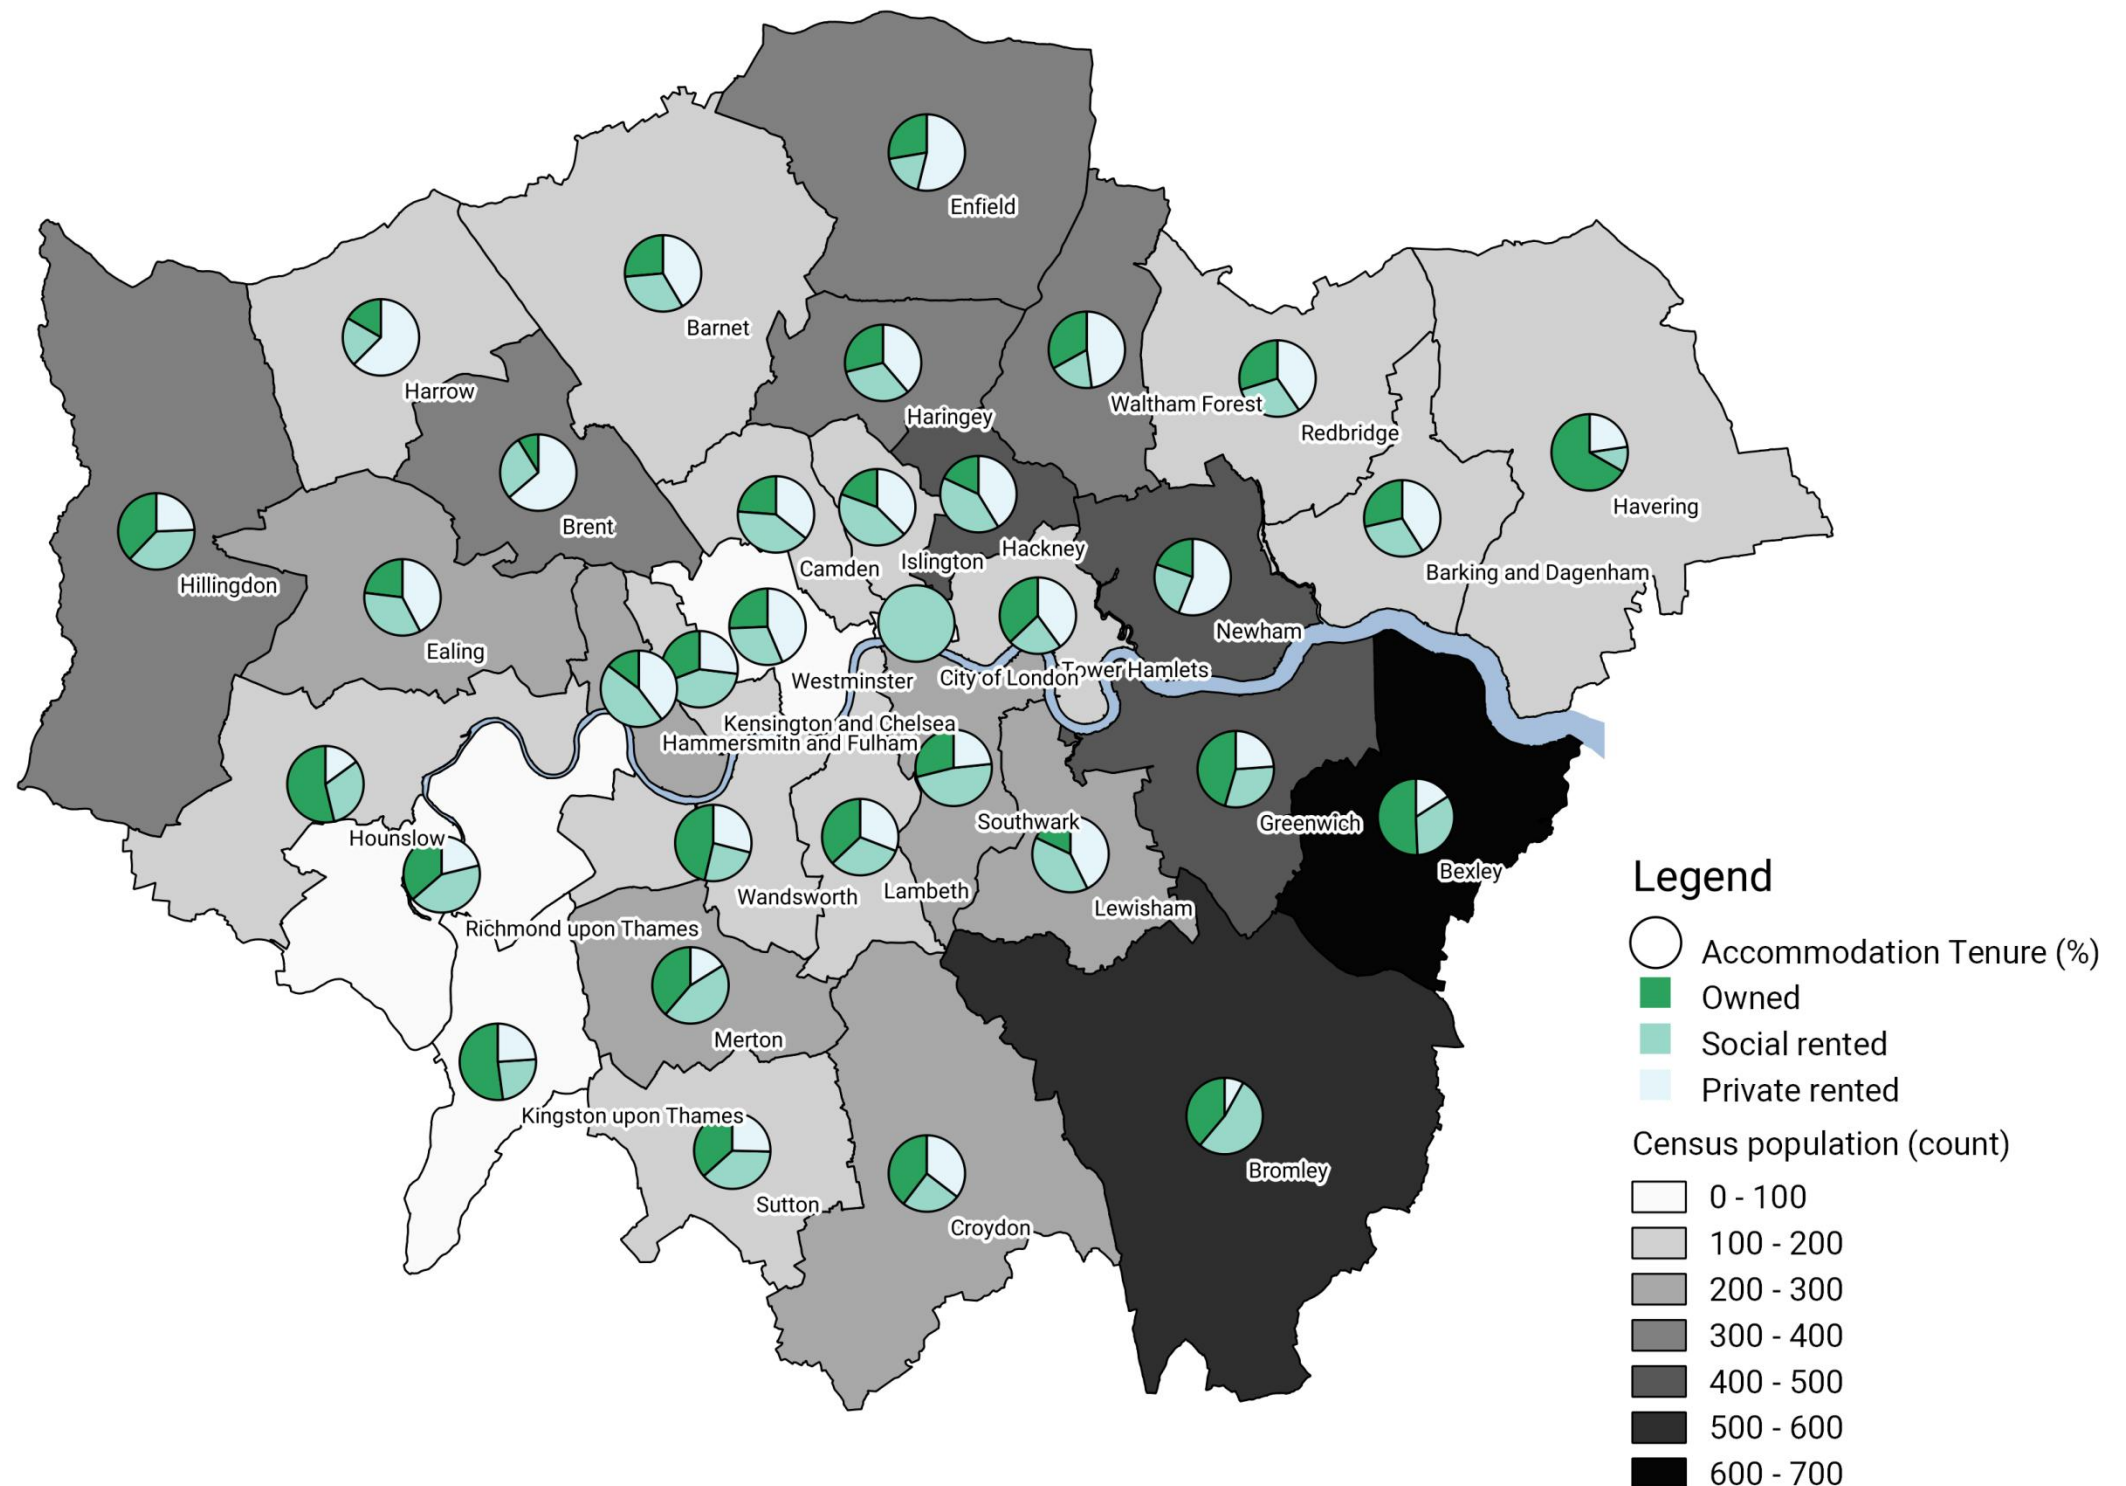 Enfield
Barnet
Harrow
Haringey
Waltham Forest
Redbridge
Havering
Brent
Hillingdon
Camden
Islington
Hackney
Barking and Dagenham
Ealing
Newham
Westminster
City of London
Tower Hamlets
Kensington and Chelsea
Hammersmith and Fulham
Hounslow
Southwark
Greenwich
Bexley
Richmond upon Thames
Wandsworth
Lambeth
Lewisham
Merton
Kingston upon Thames
Sutton
Croydon
Bromley
Legend
Accommodation Tenure (%)
Owned
Social rented
Private rented
Census population (count)
0 - 100
100 - 200
200 - 300
300 - 400
400 - 500
500 - 600
600 - 700